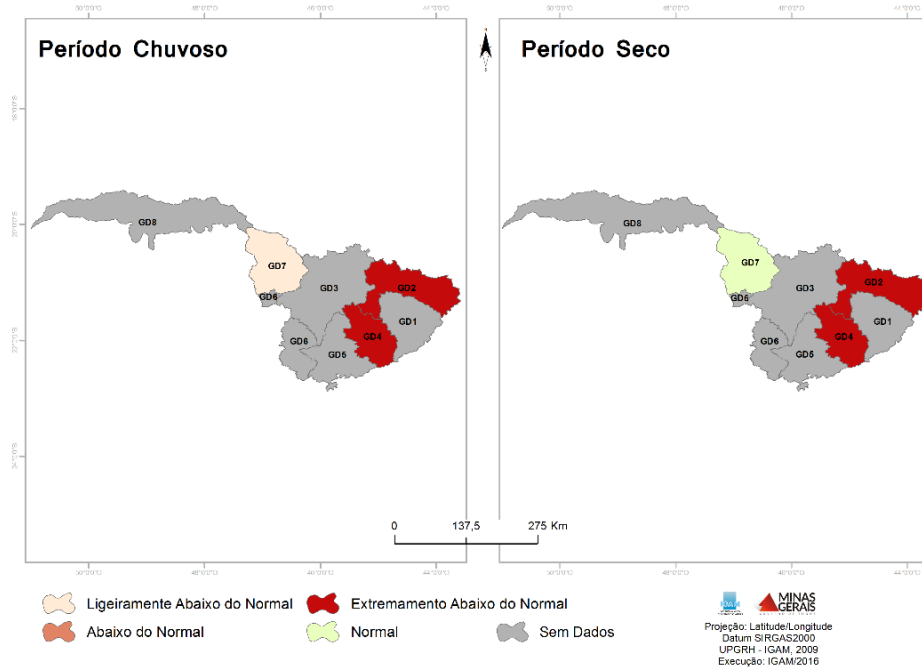 Período Chuvoso
Período Seco
GD8
GD7
GD3
GD2
GD6
GD1
GD4
GD6
GD5
GD8
GD7
GD3
GD2
GD6
GD1
GD4
GD6
GD5
0 137,5 275 Km
Ligeiramente Abaixo do Normal
Extremamento Abaixo do Normal
Abaixo do Normal
Normal
Sem Dados
MINAS
GERAIS
Projeção: Latitude/Longitude
Datum SIRGAS2000
UPGRH - IGAM, 2009
Execução: IGAM/2016